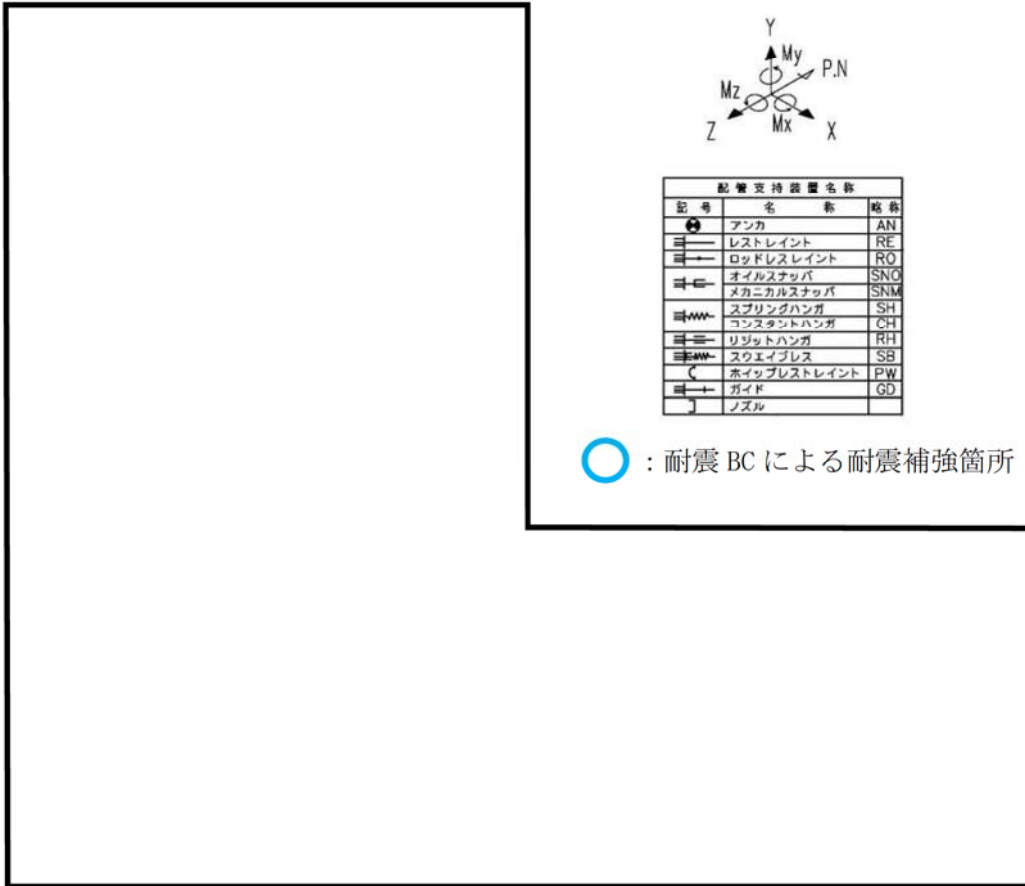 Y
My
P.N
Mz
Z
Mx
X
配管支持装置名称
記号 名称 略称
アンカ AN
レストレイント RE
ロッドレスレイント RO
オイルスナッバ SNO
メカニカルスナッバ SNM
スプリングハンガ SH
コンスタントハンガ CH
リジットハンガ RH
スウエイブレス SB
ホイップレストレイント PW
ガイド GD
ノズル
：耐震 BC による耐震補強箇所